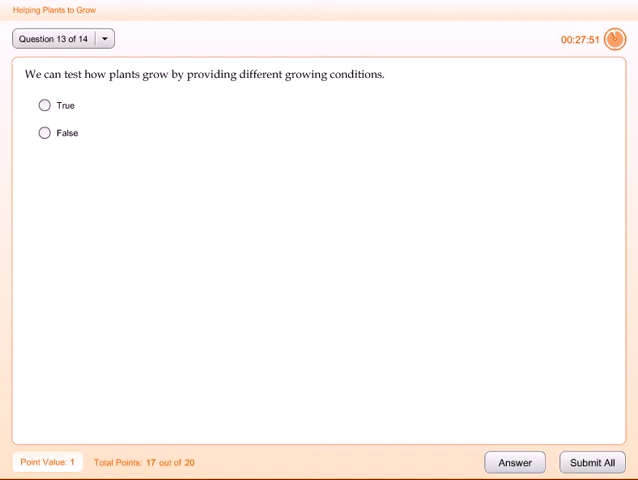 Helping Plants to Grow
Question 13 of 14
00:27:51
We can test how plants grow by providing different growing conditions.
True
False
Point Value: 1
Total Points: 17 out of 20
Answer
Submit All